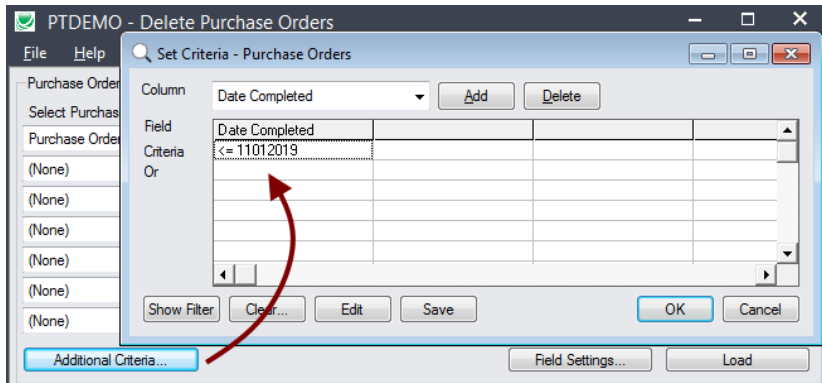 PTDEMO - Delete Purchase Orders
File Help
Set Criteria - Purchase Orders
Purchase Order
Select Purchas
Purchase Order
(None)
(None)
(None)
(None)
(None)
(None)
Column Date Completed Add Delete
Field Date Completed
Criteria <= 11012019
Or
Show Filter Clear... Edit Save OK Cancel
Additional Criteria... Field Settings... Load